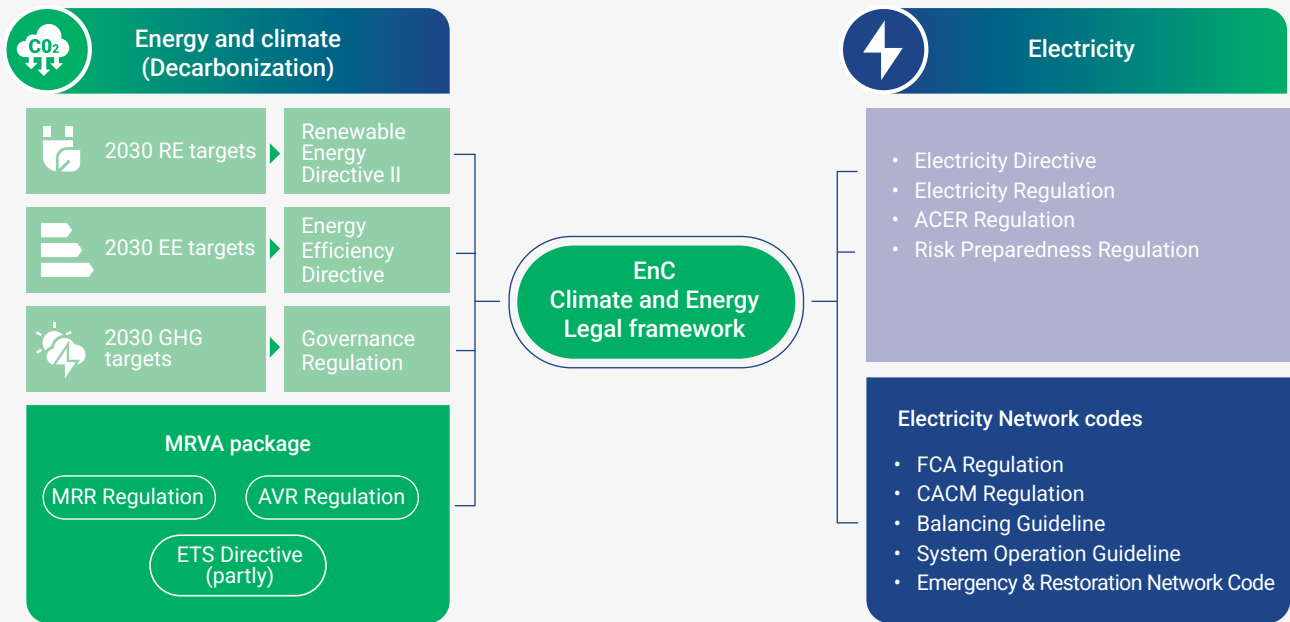 CO₂
Energy and climate
(Decarbonization)
2030 RE targets
Renewable
Energy
Directive II
2030 EE targets
Energy
Efficiency
Directive
2030 GHG
targets
Governance
Regulation
MRVA package
MRR Regulation
AVR Regulation
ETS Directive
(partly)
EnC
Climate and Energy
Legal framework
Electricity
• Electricity Directive
• Electricity Regulation
• ACER Regulation
• Risk Preparedness Regulation
Electricity Network codes
• FCA Regulation
• CACM Regulation
• Balancing Guideline
• System Operation Guideline
• Emergency & Restoration Network Code